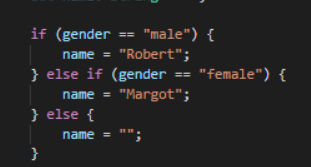 if (gender == "male") {
    name = "Robert";
} else if (gender == "female") {
    name = "Margot";
} else {
    name = "";
}